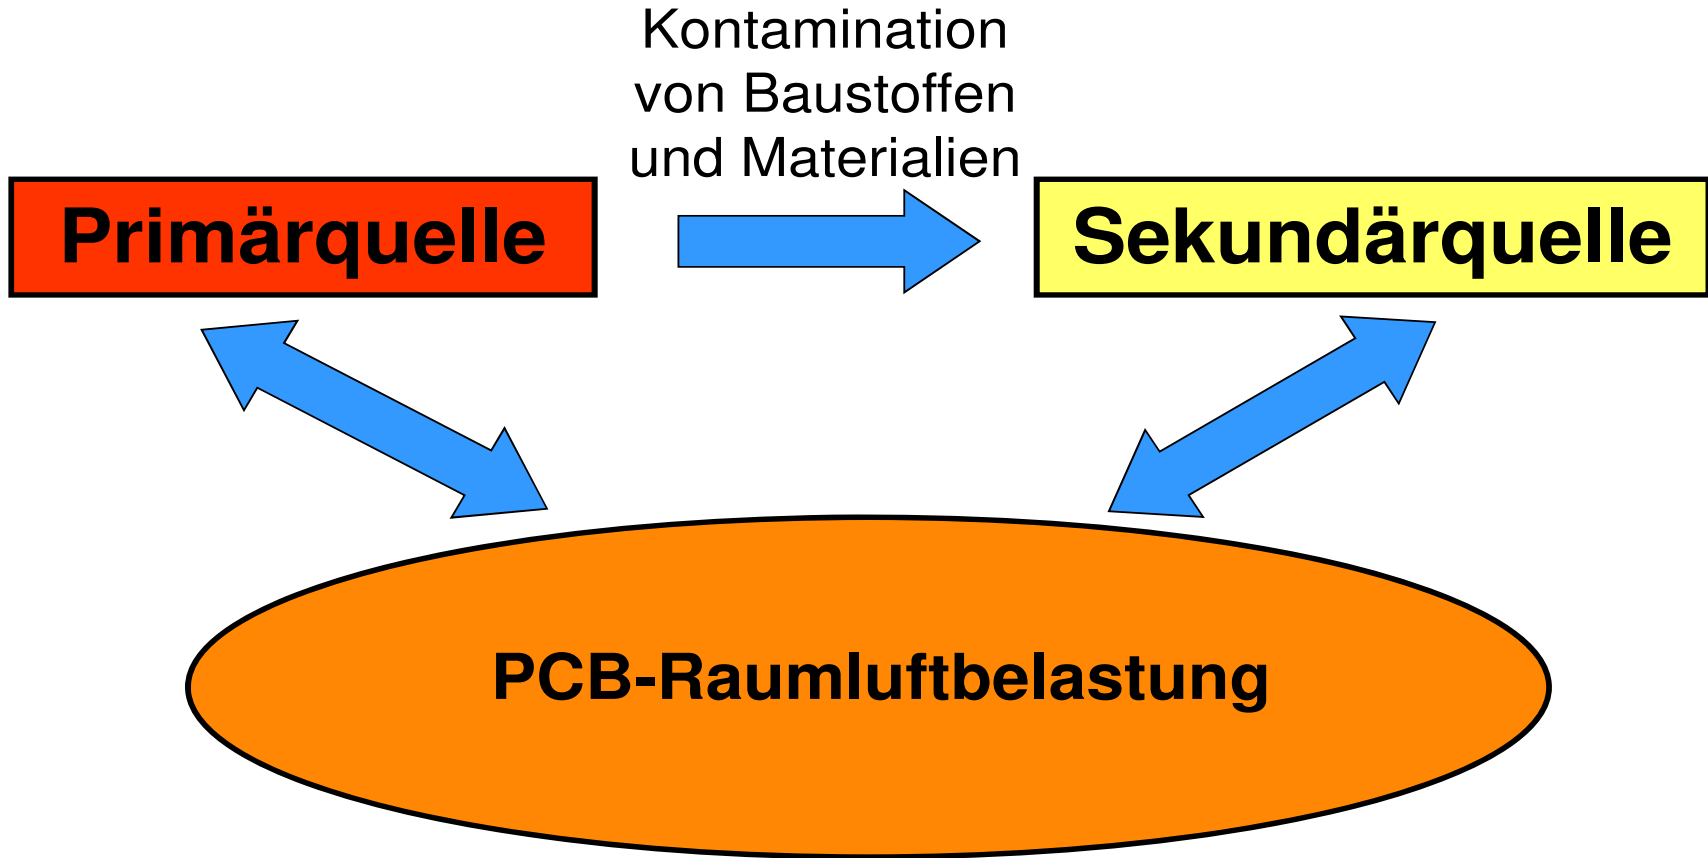 Kontamination
von Baustoffen
und Materialien
Primärquelle
Sekundärquelle
PCB-Raumluftbelastung